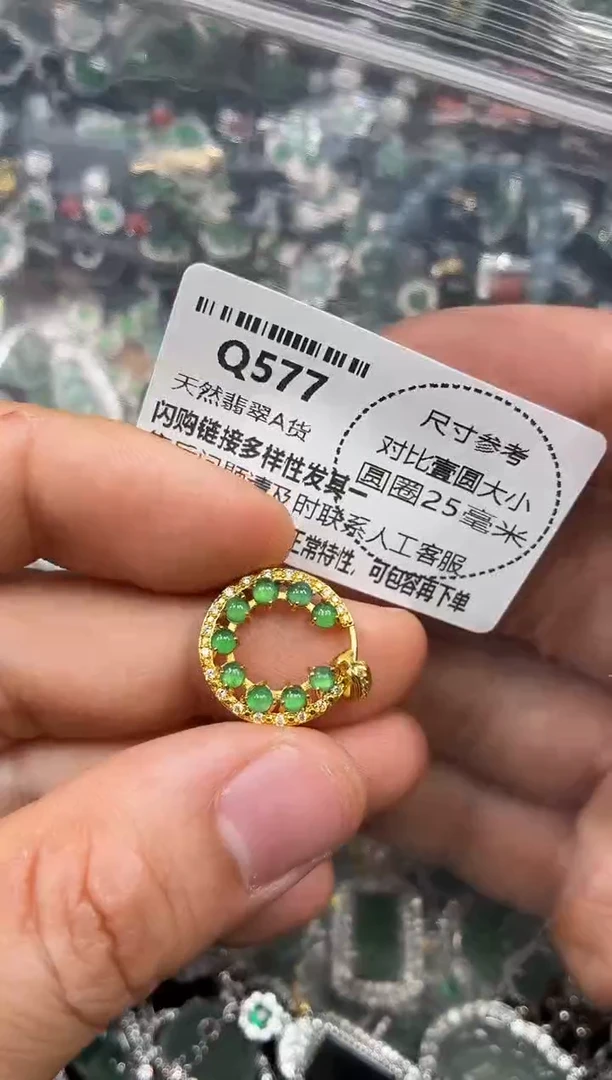 Q577
天然翡翠A货
闪购链接多样性发其一
售后问题请及时联系人工客服
正常特性，可包容再下单
尺寸参考
对比壹圆大小
圆圈25毫米